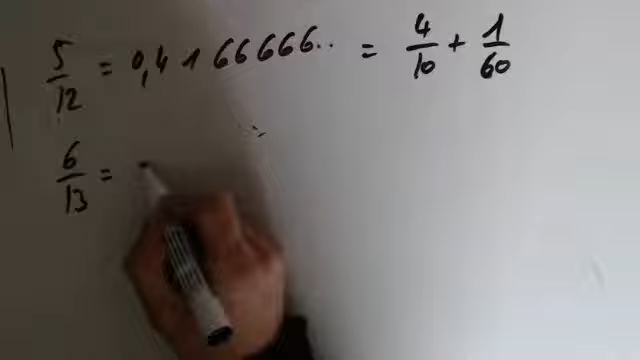 5/12 = 0,4166666.. = 4/10 + 1/60
6/13 =